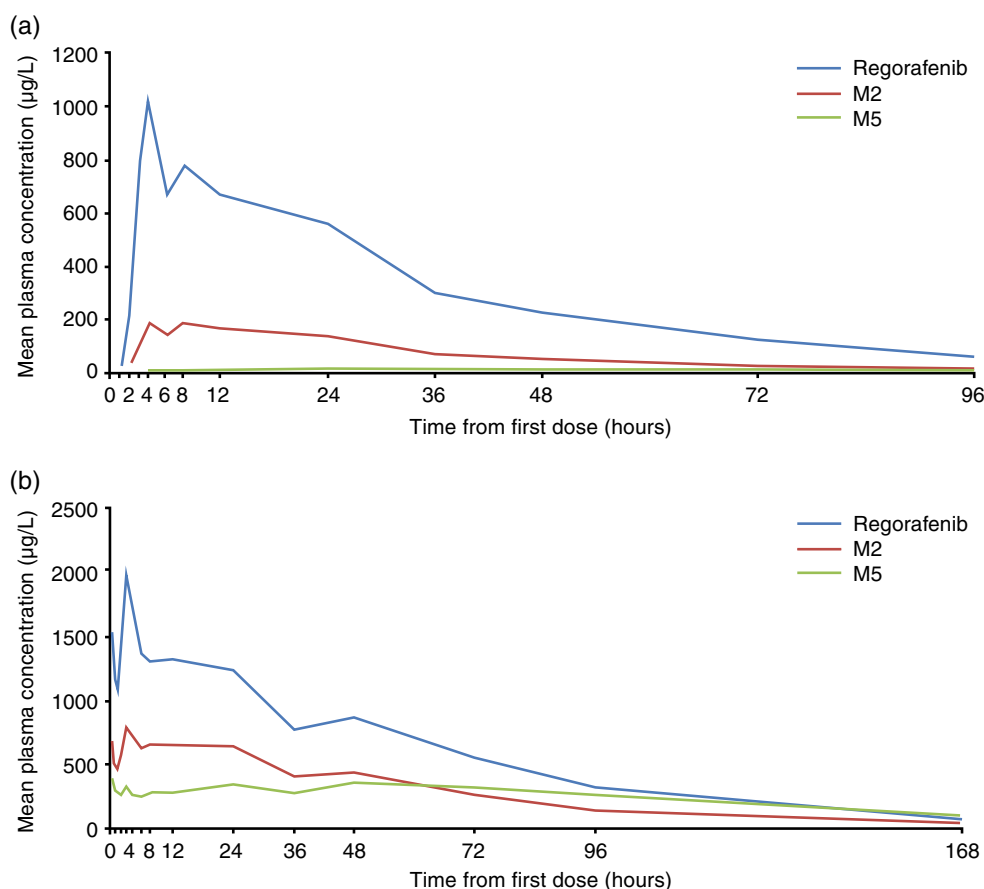 (a)
Mean plasma concentration (µg/L)
1200
1000
800
600
400
200
0
Regorafenib
M2
M5
0 2 4 6 8 12 24 36 48 72 96
Time from first dose (hours)
(b)
Mean plasma concentration (µg/L)
2500
2000
1500
1000
500
0
Regorafenib
M2
M5
0 4 8 12 24 36 48 72 96 168
Time from first dose (hours)